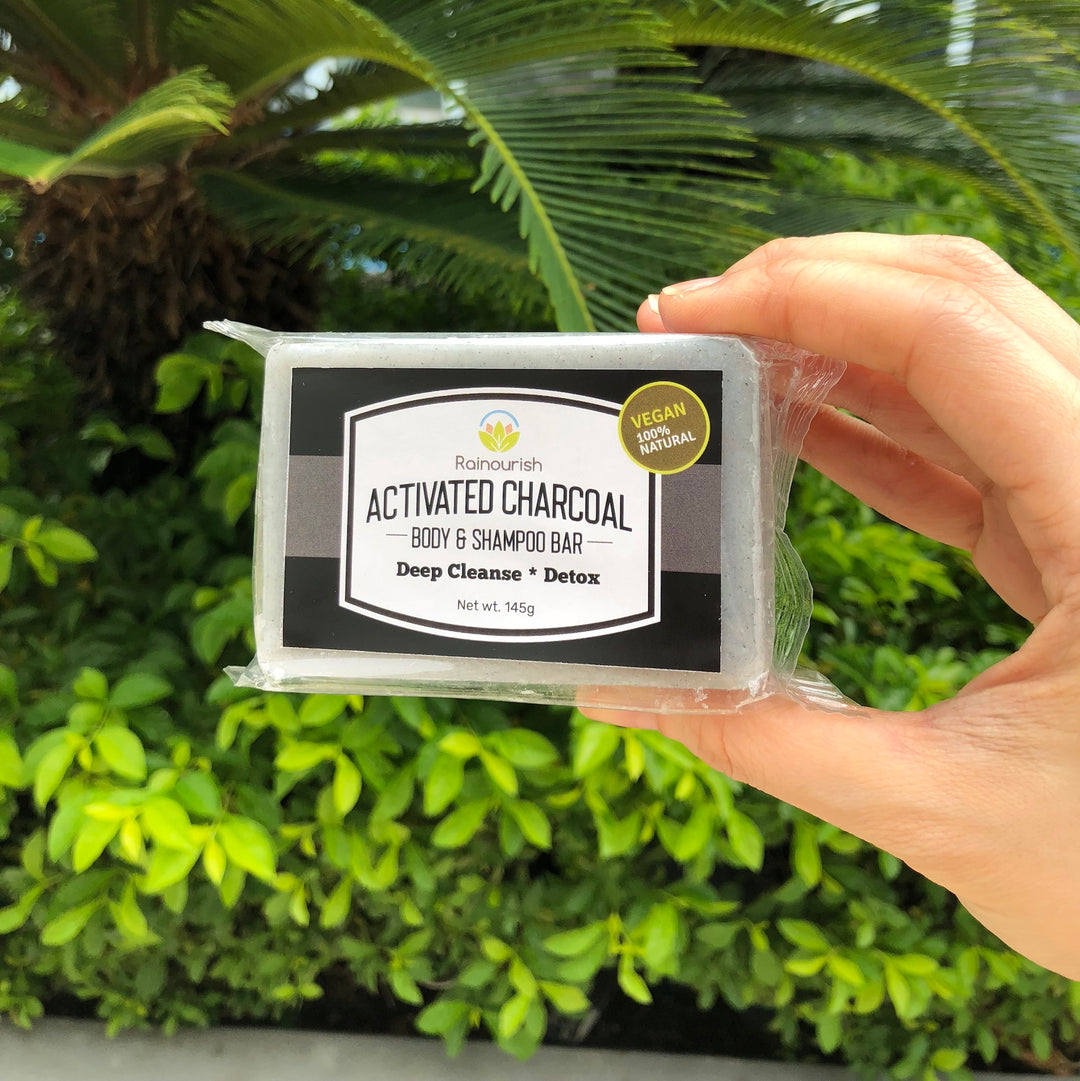 VEGAN
100%
NATURAL
Rainourish
ACTIVATED CHARCOAL
BODY & SHAMPOO BAR
Deep Cleanse * Detox
Net wt. 145g